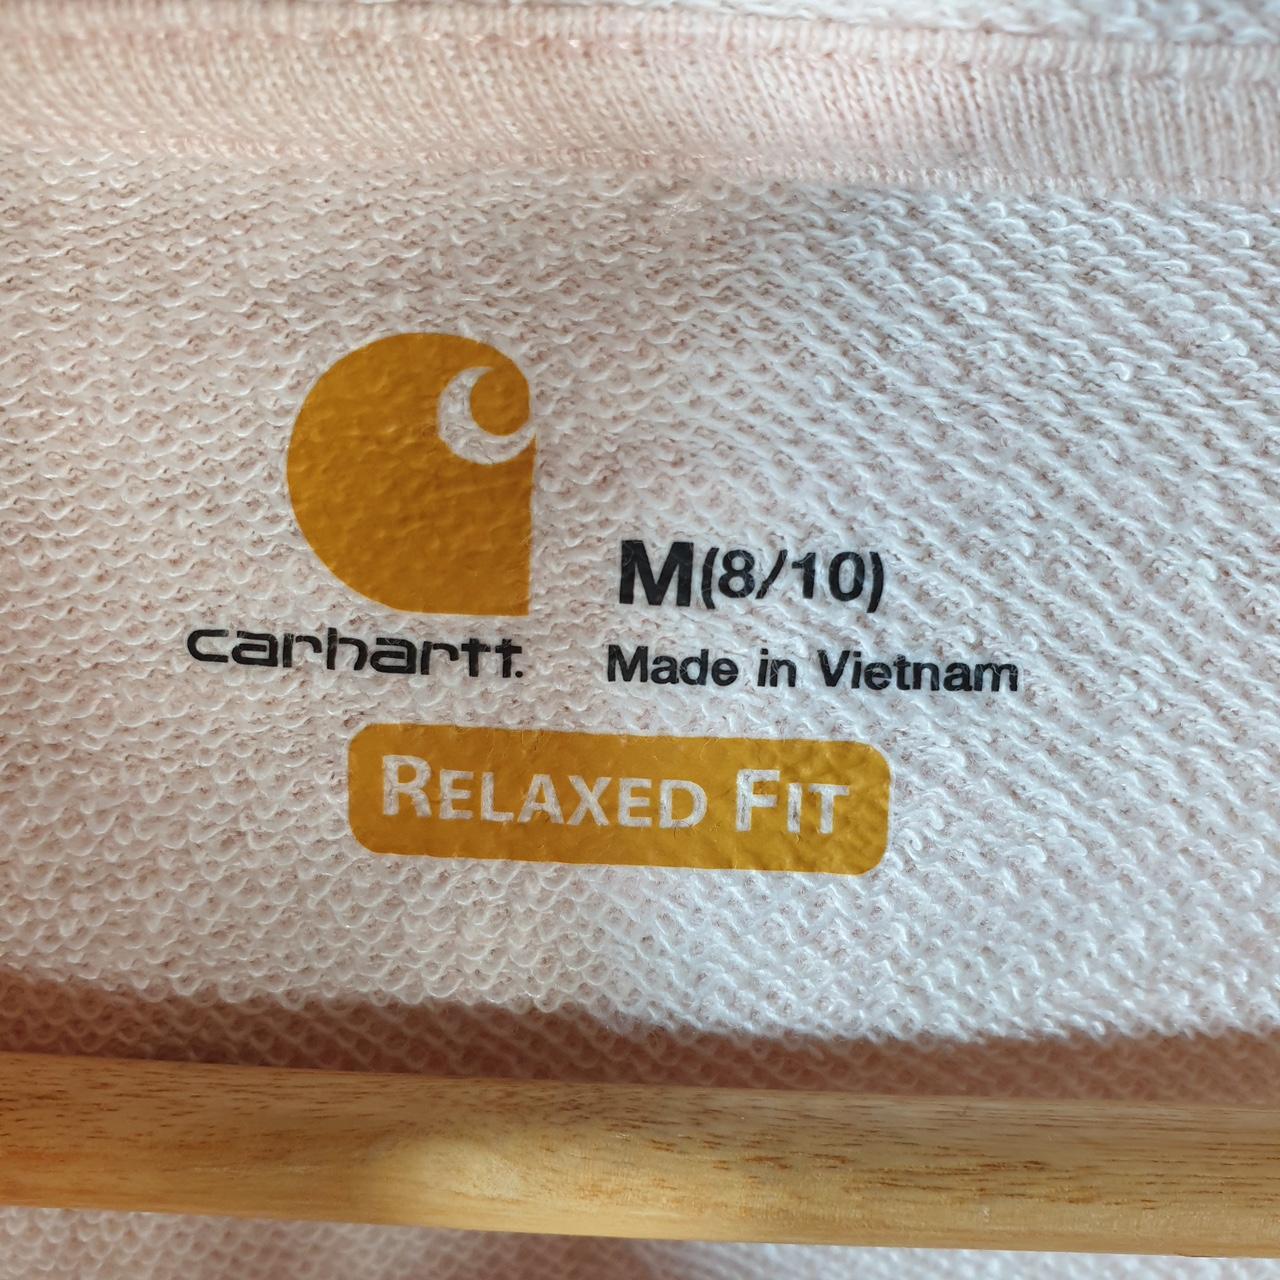 M(8/10)
carhartt.
Made in Vietnam
RELAXED FIT